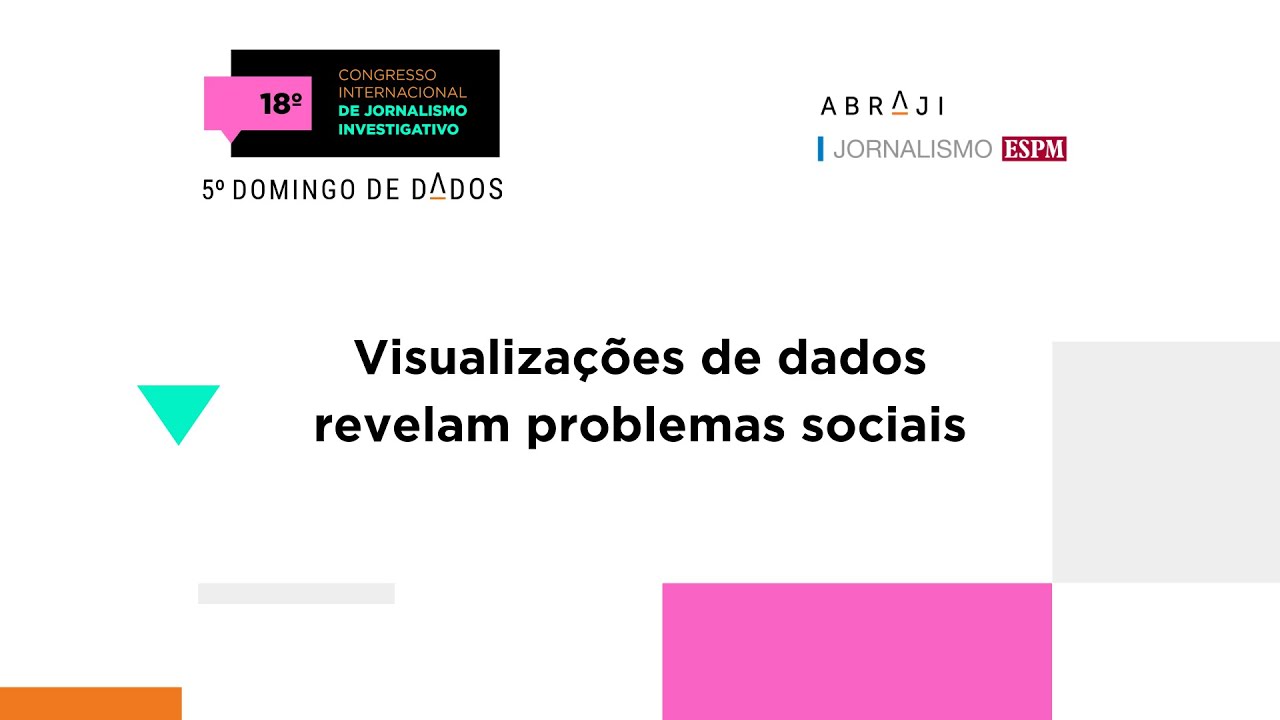 18º
CONGRESSO
INTERNACIONAL
DE JORNALISMO
INVESTIGATIVO
5º DOMINGO DE DADOS
ABRAJI
JORNALISMO ESPM
Visualizações de dados
revelam problemas sociais